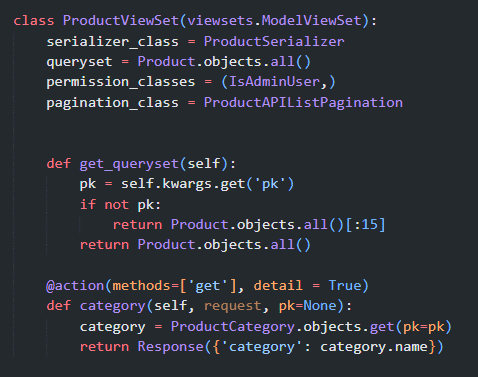 class ProductViewSet(viewsets.ModelViewSet):
    serializer_class = ProductSerializer
    queryset = Product.objects.all()
    permission_classes = (IsAdminUser,)
    pagination_class = ProductAPIListPagination
    def get_queryset(self):
        pk = self.kwargs.get('pk')
        if not pk:
            return Product.objects.all()[:15]
        return Product.objects.all()
    @action(methods=['get'], detail = True)
    def category(self, request, pk=None):
        category = ProductCategory.objects.get(pk=pk)
        return Response({'category': category.name})